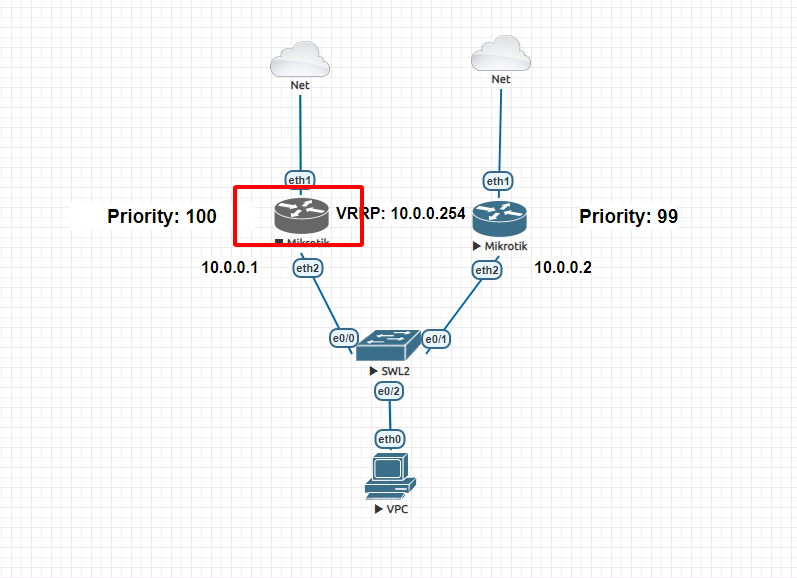 Net
Net
eth1
eth1
Priority: 100
VRRP: 10.0.0.254
Priority: 99
Mikrotik
Mikrotik
10.0.0.1
eth2
eth2
10.0.0.2
e0/0
e0/1
SWL2
e0/2
eth0
VPC